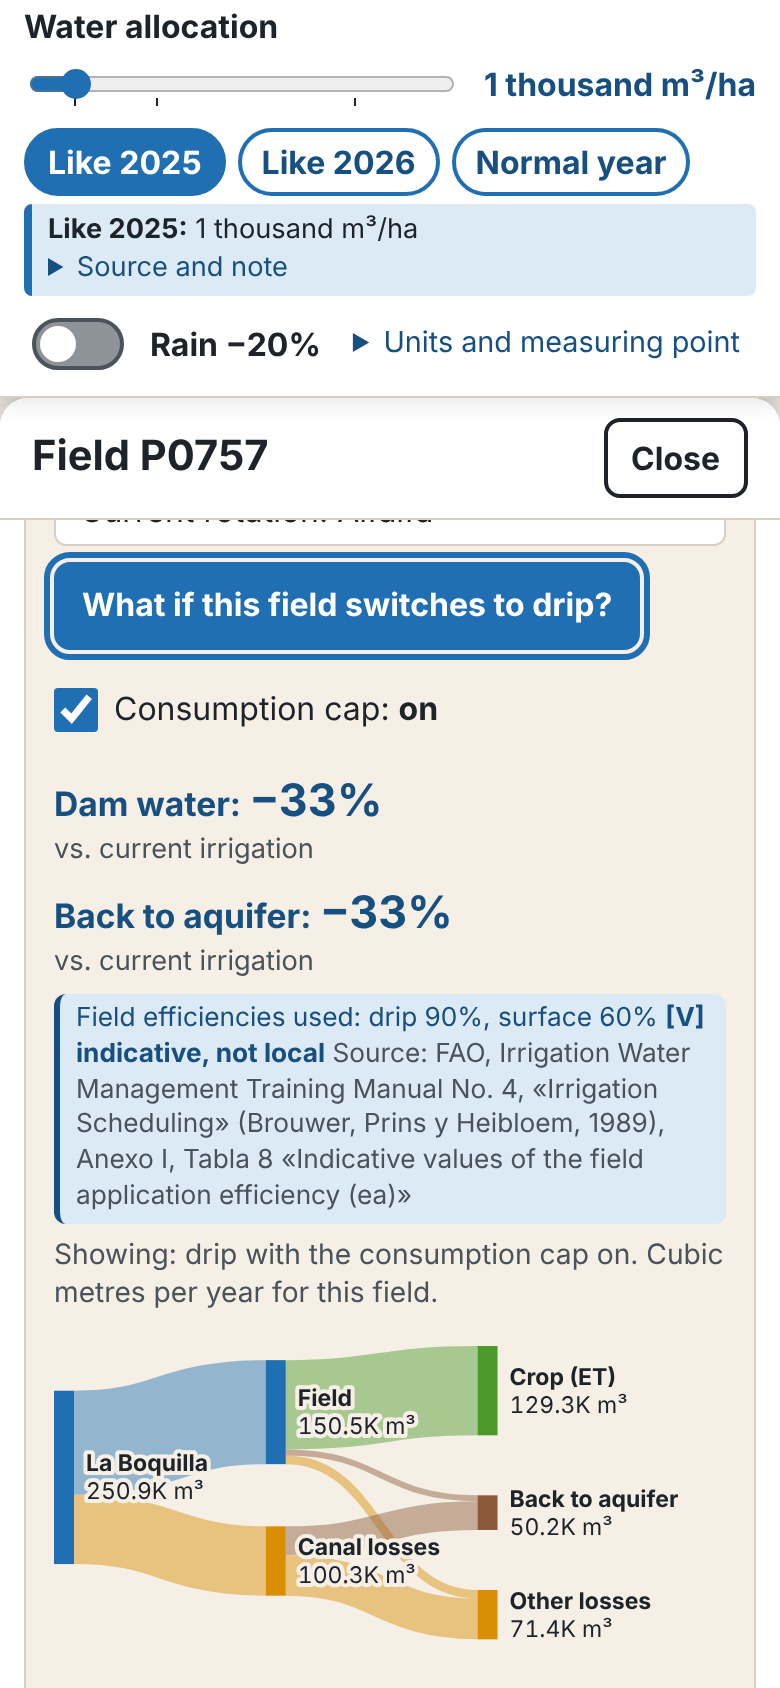 Water allocation
1 thousand m³/ha
Like 2025
Like 2026
Normal year
Like 2025: 1 thousand m³/ha
Source and note
Rain −20%
Units and measuring point
Field P0757
Close
Current rotation: Alfalfa
What if this field switches to drip?
Consumption cap: on
Dam water: −33%
vs. current irrigation
Back to aquifer: −33%
vs. current irrigation
Field efficiencies used: drip 90%, surface 60% [V]
indicative, not local Source: FAO, Irrigation Water
Management Training Manual No. 4, «Irrigation
Scheduling» (Brouwer, Prins y Heibloem, 1989),
Anexo I, Tabla 8 «Indicative values of the field
application efficiency (ea)»
Showing: drip with the consumption cap on. Cubic
metres per year for this field.
Crop (ET)
129.3K m³
Field
150.5K m³
La Boquilla
250.9K m³
Back to aquifer
50.2K m³
Canal losses
100.3K m³
Other losses
71.4K m³